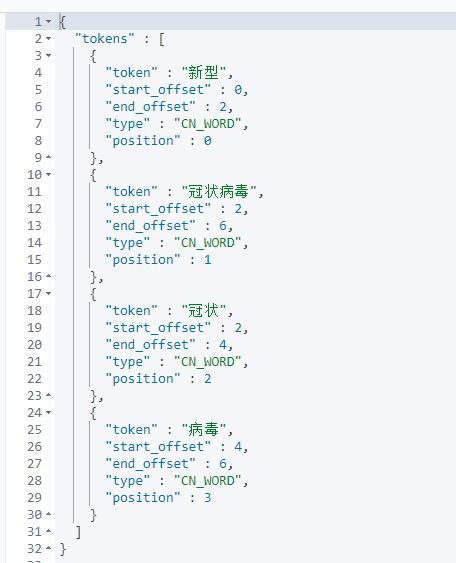 1 {
2 "tokens" : [
3 {
4 "token" : "新型",
5 "start_offset" : 0,
6 "end_offset" : 2,
7 "type" : "CN_WORD",
8 "position" : 0
9 },
10 {
11 "token" : "冠状病毒",
12 "start_offset" : 2,
13 "end_offset" : 6,
14 "type" : "CN_WORD",
15 "position" : 1
16 },
17 {
18 "token" : "冠状",
19 "start_offset" : 2,
20 "end_offset" : 4,
21 "type" : "CN_WORD",
22 "position" : 2
23 },
24 {
25 "token" : "病毒",
26 "start_offset" : 4,
27 "end_offset" : 6,
28 "type" : "CN_WORD",
29 "position" : 3
30 }
31 ]
32 }